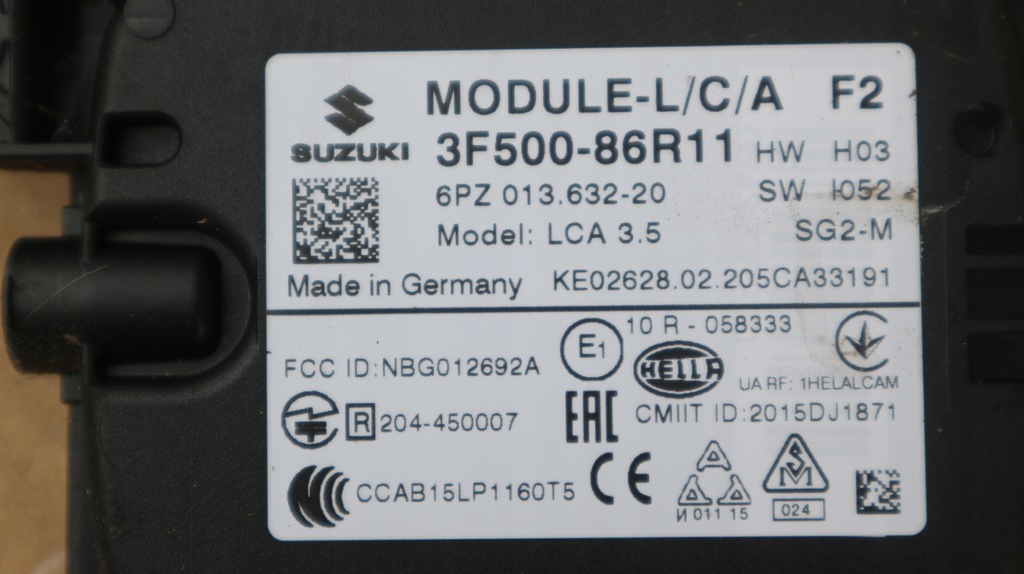 MODULE-L/C/A F2
SUZUKI 3F500-86R11 HW H03
6PZ 013.632-20 SW I052
Model: LCA 3.5 SG2-M
Made in Germany KE02628.02.205CA33191
E1 10 R - 058333
FCC ID:NBG012692A HELLA UA RF: 1HELALCAM
R 204-450007 EAC CMIIT ID:2015DJ1871
CCAB15LP1160T5 CE AAA SM
И 011 15 024